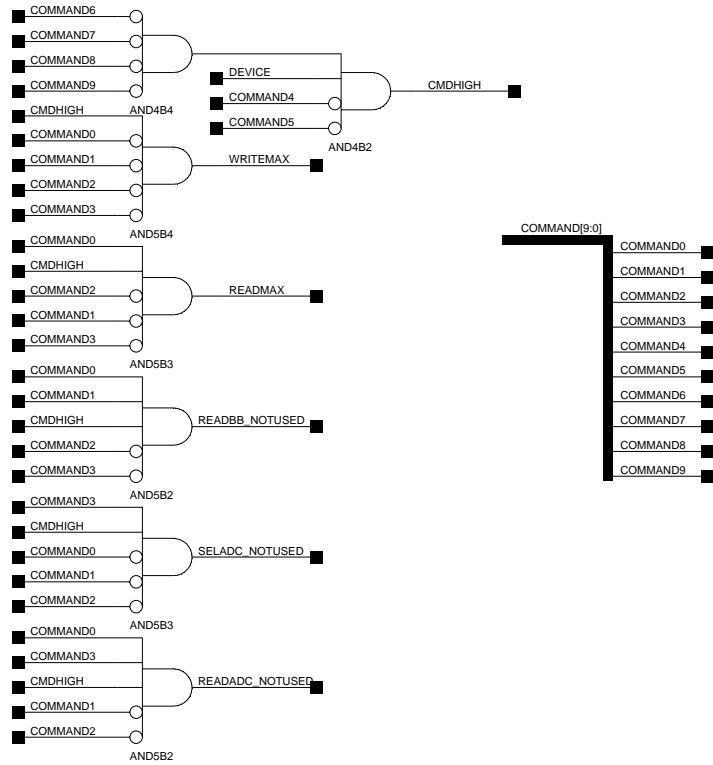 COMMAND6
COMMAND7
COMMAND8
COMMAND9
AND4B4
DEVICE
COMMAND4
COMMAND5
AND4B2
CMDHIGH
CMDHIGH
COMMAND0
COMMAND1
COMMAND2
COMMAND3
AND5B4
WRITEMAX
COMMAND0
CMDHIGH
COMMAND2
COMMAND1
COMMAND3
AND5B3
READMAX
COMMAND0
COMMAND1
CMDHIGH
COMMAND2
COMMAND3
AND5B2
READBB_NOTUSED
COMMAND3
CMDHIGH
COMMAND0
COMMAND1
COMMAND2
AND5B3
SELADC_NOTUSED
COMMAND0
COMMAND3
CMDHIGH
COMMAND1
COMMAND2
AND5B2
READADC_NOTUSED
COMMAND[9:0]
COMMAND0
COMMAND1
COMMAND2
COMMAND3
COMMAND4
COMMAND5
COMMAND6
COMMAND7
COMMAND8
COMMAND9